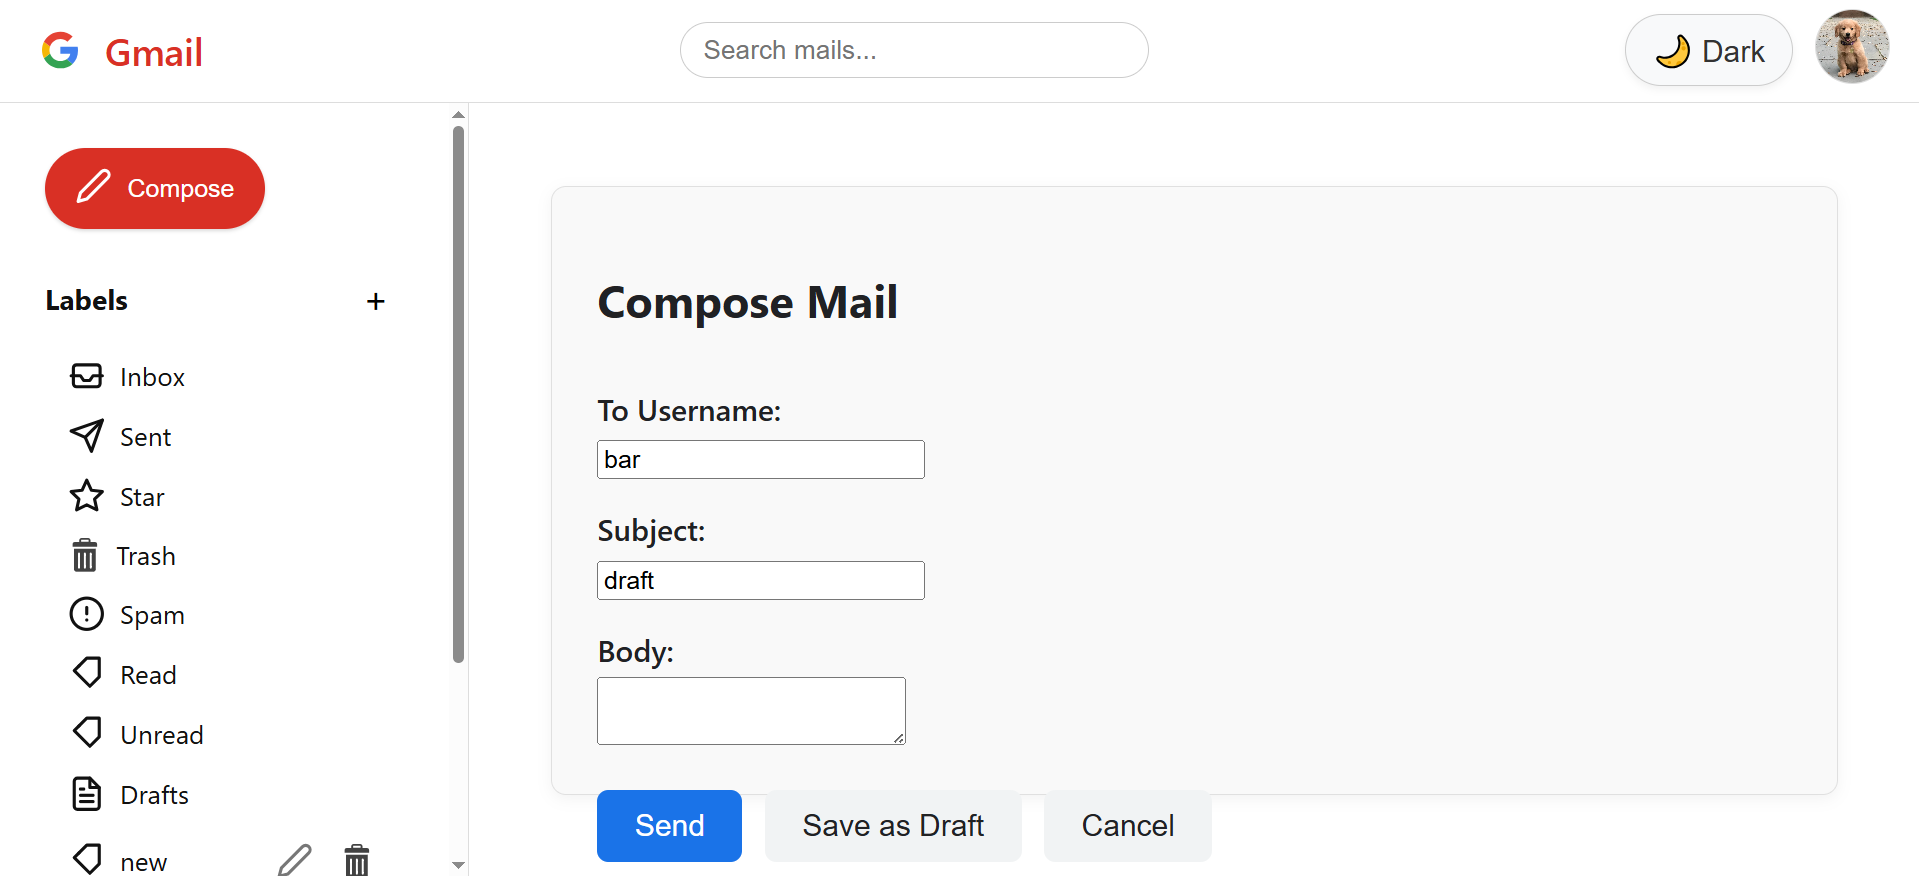 Gmail
Search mails...
Dark
Compose
Labels +
Inbox
Sent
Star
Trash
Spam
Read
Unread
Drafts
new
Compose Mail
To Username:
bar
Subject:
draft
Body:
Send
Save as Draft
Cancel